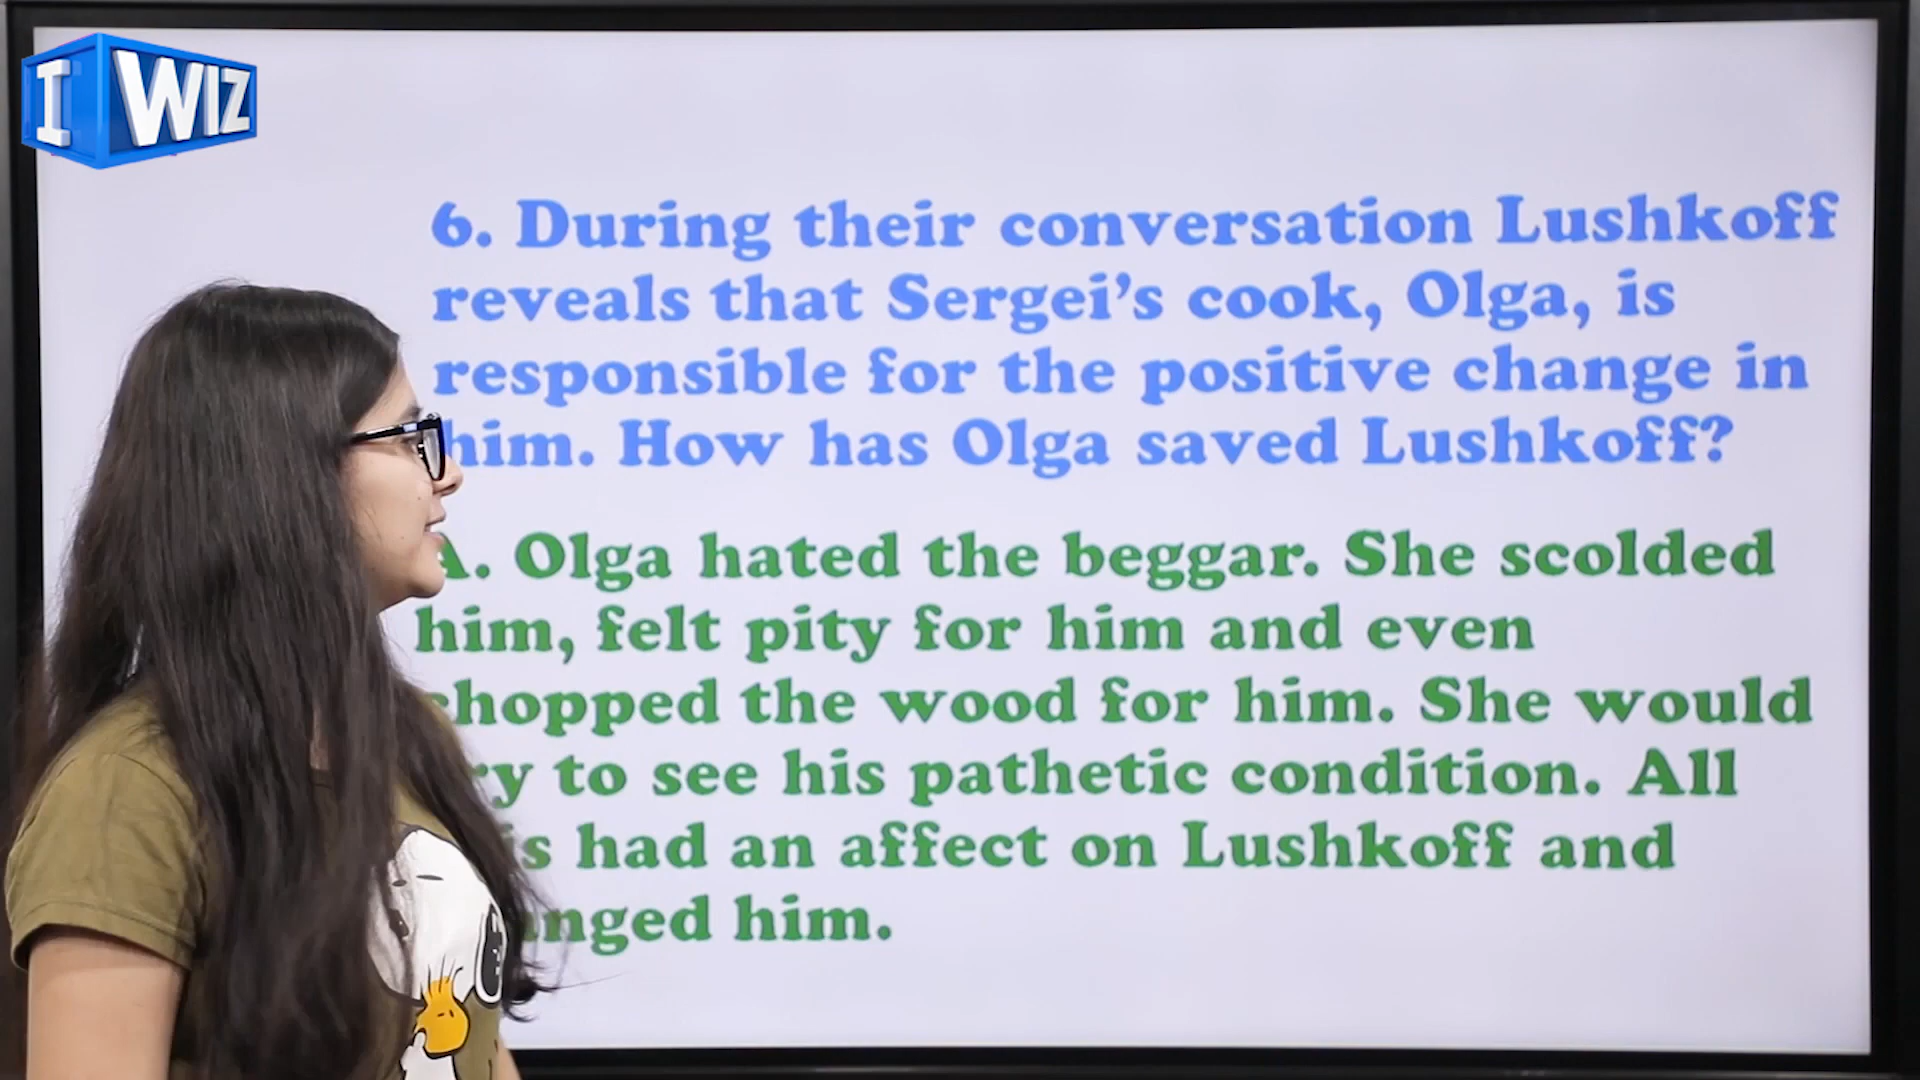 I WIZ
6. During their conversation Lushkoff
reveals that Sergei's cook, Olga, is
responsible for the positive change in
him. How has Olga saved Lushkoff?
A. Olga hated the beggar. She scolded
him, felt pity for him and even
chopped the wood for him. She would
to see his pathetic condition. All
had an affect on Lushkoff and
him.